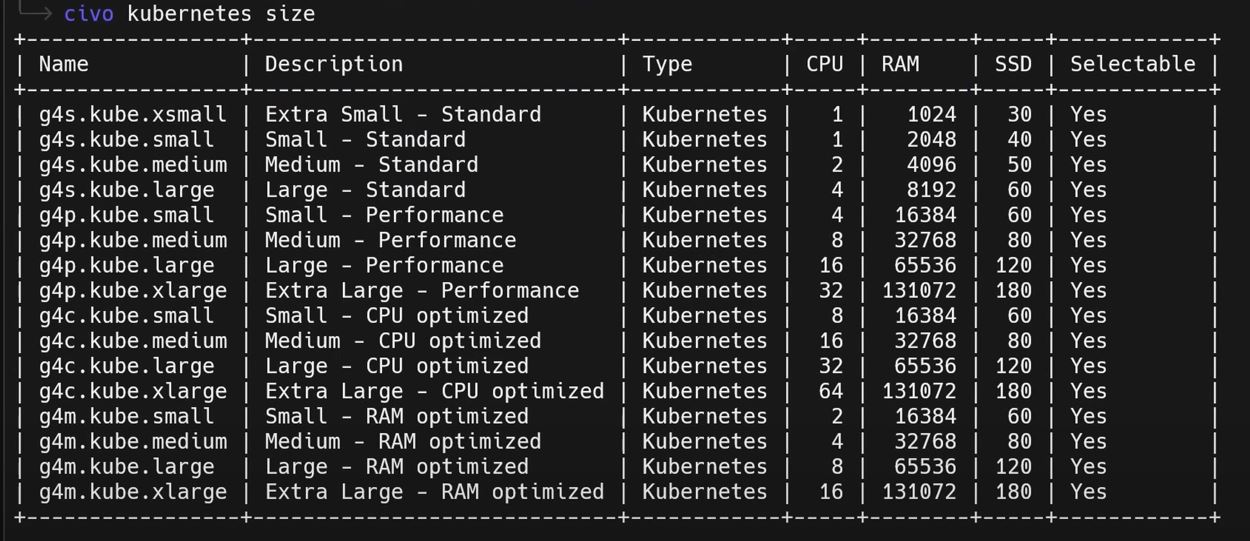 civo kubernetes size
+-----------------+-----------------------------+------------+-----+--------+-----+------------+
| Name            | Description                 | Type       | CPU | RAM    | SSD | Selectable |
+-----------------+-----------------------------+------------+-----+--------+-----+------------+
| g4s.kube.xsmall | Extra Small - Standard      | Kubernetes |   1 |   1024 |  30 | Yes        |
| g4s.kube.small  | Small - Standard            | Kubernetes |   1 |   2048 |  40 | Yes        |
| g4s.kube.medium | Medium - Standard           | Kubernetes |   2 |   4096 |  50 | Yes        |
| g4s.kube.large  | Large - Standard            | Kubernetes |   4 |   8192 |  60 | Yes        |
| g4p.kube.small  | Small - Performance         | Kubernetes |   4 |  16384 |  60 | Yes        |
| g4p.kube.medium | Medium - Performance        | Kubernetes |   8 |  32768 |  80 | Yes        |
| g4p.kube.large  | Large - Performance         | Kubernetes |  16 |  65536 | 120 | Yes        |
| g4p.kube.xlarge | Extra Large - Performance   | Kubernetes |  32 | 131072 | 180 | Yes        |
| g4c.kube.small  | Small - CPU optimized       | Kubernetes |   8 |  16384 |  60 | Yes        |
| g4c.kube.medium | Medium - CPU optimized      | Kubernetes |  16 |  32768 |  80 | Yes        |
| g4c.kube.large  | Large - CPU optimized       | Kubernetes |  32 |  65536 | 120 | Yes        |
| g4c.kube.xlarge | Extra Large - CPU optimized | Kubernetes |  64 | 131072 | 180 | Yes        |
| g4m.kube.small  | Small - RAM optimized       | Kubernetes |   2 |  16384 |  60 | Yes        |
| g4m.kube.medium | Medium - RAM optimized      | Kubernetes |   4 |  32768 |  80 | Yes        |
| g4m.kube.large  | Large - RAM optimized       | Kubernetes |   8 |  65536 | 120 | Yes        |
| g4m.kube.xlarge | Extra Large - RAM optimized | Kubernetes |  16 | 131072 | 180 | Yes        |
+-----------------+-----------------------------+------------+-----+--------+-----+------------+